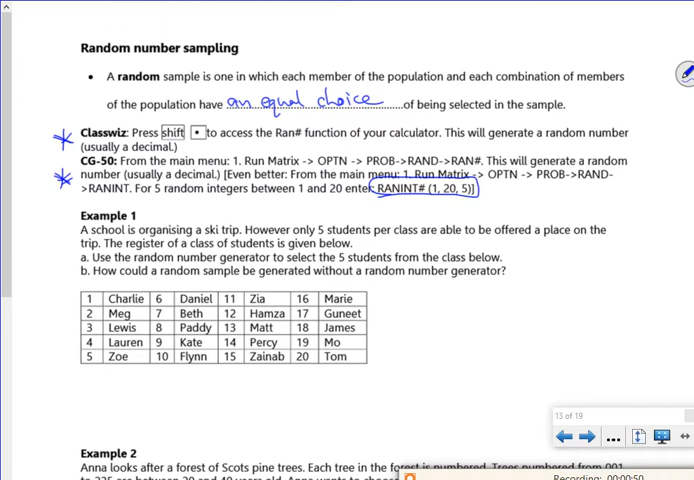 Random number sampling
• A random sample is one in which each member of the population and each combination of members
of the population have an equal choice of being selected in the sample.
Classwiz: Press shift • to access the Ran# function of your calculator. This will generate a random number
(usually a decimal.)
CG-50: From the main menu: 1. Run Matrix -> OPTN -> PROB->RAND->RAN#. This will generate a random
number (usually a decimal.) [Even better: From the main menu: 1. Run Matrix -> OPTN -> PROB->RAND-
>RANINT. For 5 random integers between 1 and 20 enter: RANINT# (1, 20, 5)]
Example 1
A school is organising a ski trip. However only 5 students per class are able to be offered a place on the
trip. The register of a class of students is given below.
a. Use the random number generator to select the 5 students from the class below.
b. How could a random sample be generated without a random number generator?
1 Charlie 6 Daniel 11 Zia 16 Marie
2 Meg 7 Beth 12 Hamza 17 Guneet
3 Lewis 8 Paddy 13 Matt 18 James
4 Lauren 9 Kate 14 Percy 19 Mo
5 Zoe 10 Flynn 15 Zainab 20 Tom
13 of 19
Example 2
Anna looks after a forest of Scots pine trees. Each tree in the forest is numbered. Trees numbered from 001
Recording: 00:00:50